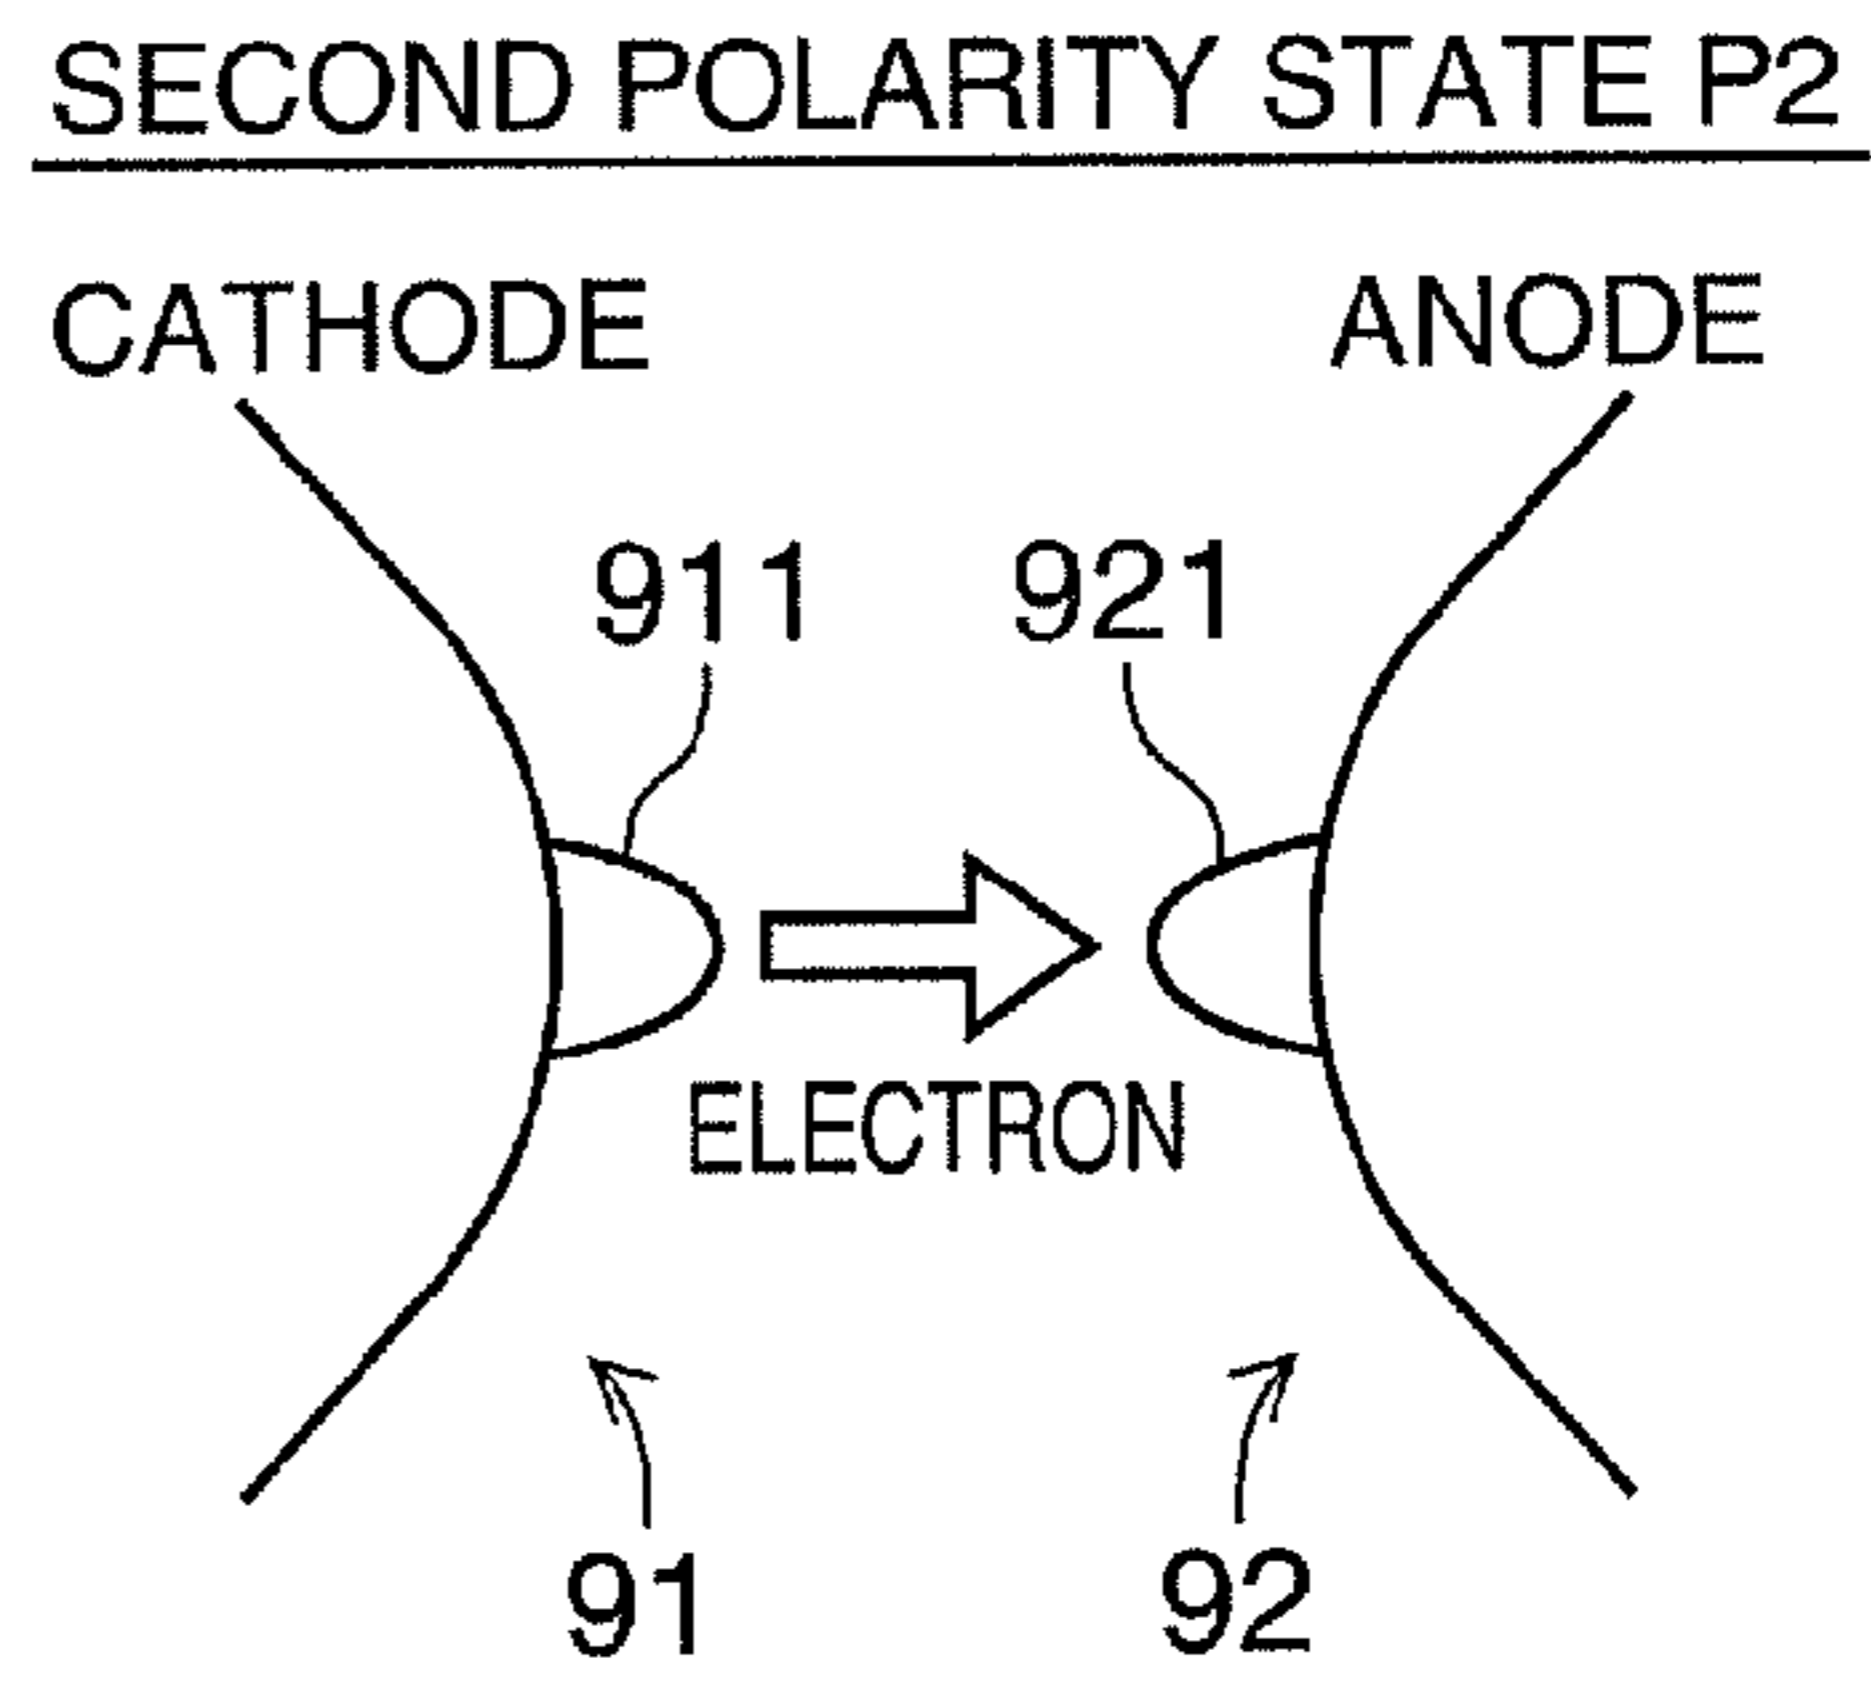 SECOND POLARITY STATE P2
CATHODE ANODE
911 921
ELECTRON
91 92